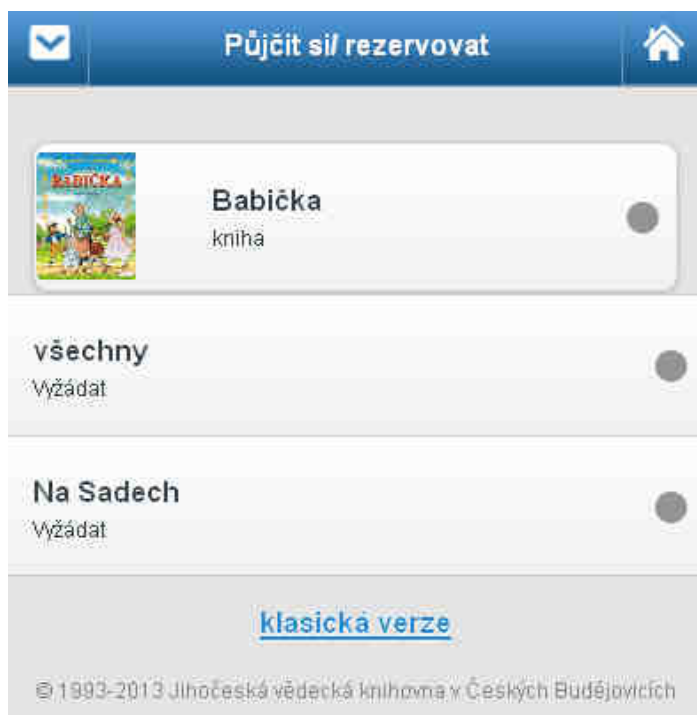 Půjčit si/ rezervovat
BABIČKA
Babička
kniha
všechny
Vyžádat
Na Sadech
Vyžádat
klasická verze
© 1993-2013 Jihočeská vědecká knihovna v Českých Budějovicích